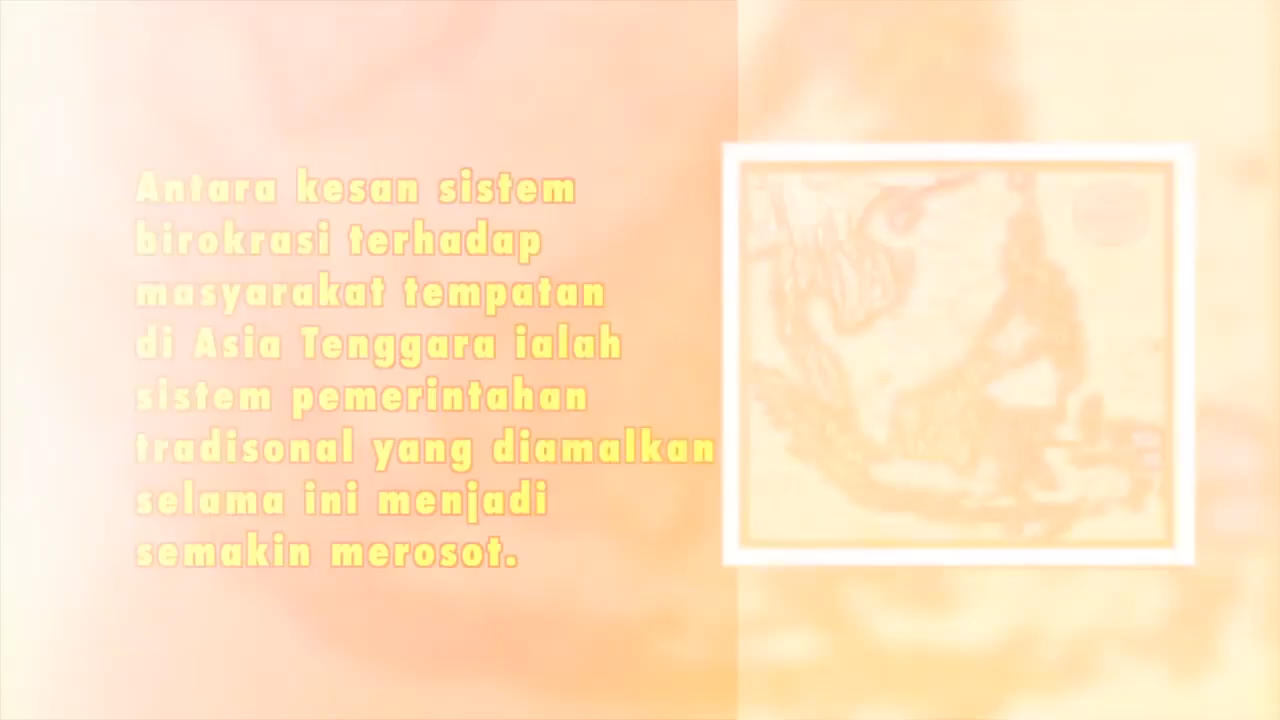 Antara kesan sistem
birokrasi terhadap
masyarakat tempatan
di Asia Tenggara ialah
sistem pemerintahan
tradisonal yang diamalkan
selama ini menjadi
semakin merosot.